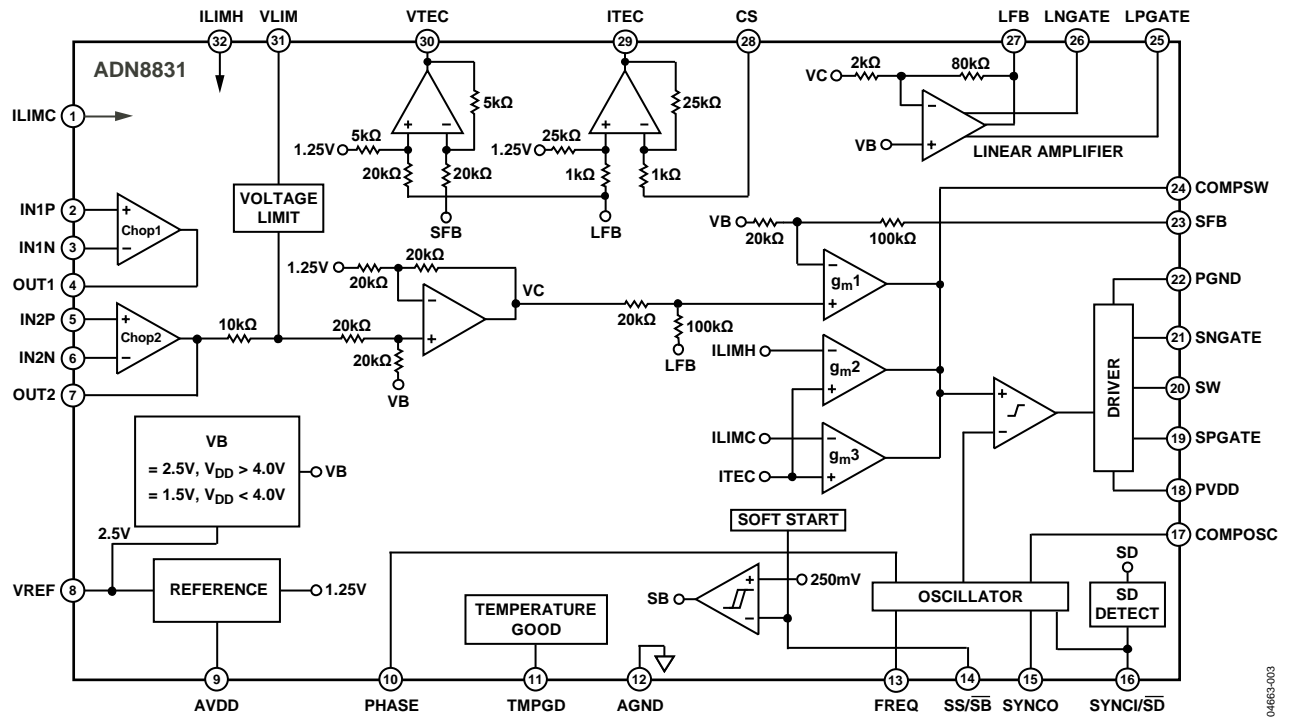 ILIMH VLIM VTEC ITEC CS LFB LNGATE LPGATE
32 31 30 29 28 27 26 25
ADN8831
ILIMC 1
VC 2kΩ 80kΩ
5kΩ
25kΩ
5kΩ
1.25V
25kΩ
1.25V
VB
LINEAR AMPLIFIER
20kΩ 20kΩ
1kΩ 1kΩ
SFB
LFB
24 COMPSW
VOLTAGE
LIMIT
IN1P 2
Chop1
IN1N 3
OUT1 4
VB
20kΩ
100kΩ
23 SFB
1.25V
20kΩ
20kΩ
VC
gm1
22 PGND
IN2P 5
Chop2
IN2N 6
OUT2 7
10kΩ
20kΩ
20kΩ
VB
20kΩ
100kΩ
LFB
ILIMH
gm2
21 SNGATE
20 SW
DRIVER
ILIMC
gm3
ITEC
19 SPGATE
18 PVDD
VB
= 2.5V, VDD > 4.0V
= 1.5V, VDD < 4.0V
VB
2.5V
SOFT START
17 COMPOSC
VREF 8
REFERENCE
1.25V
TEMPERATURE
GOOD
SB
250mV
OSCILLATOR
SD
SD
DETECT
9 10 11 12 13 14 15 16
AVDD PHASE TMPGD AGND FREQ SS/SB SYNCO SYNCI/SD
04663-003